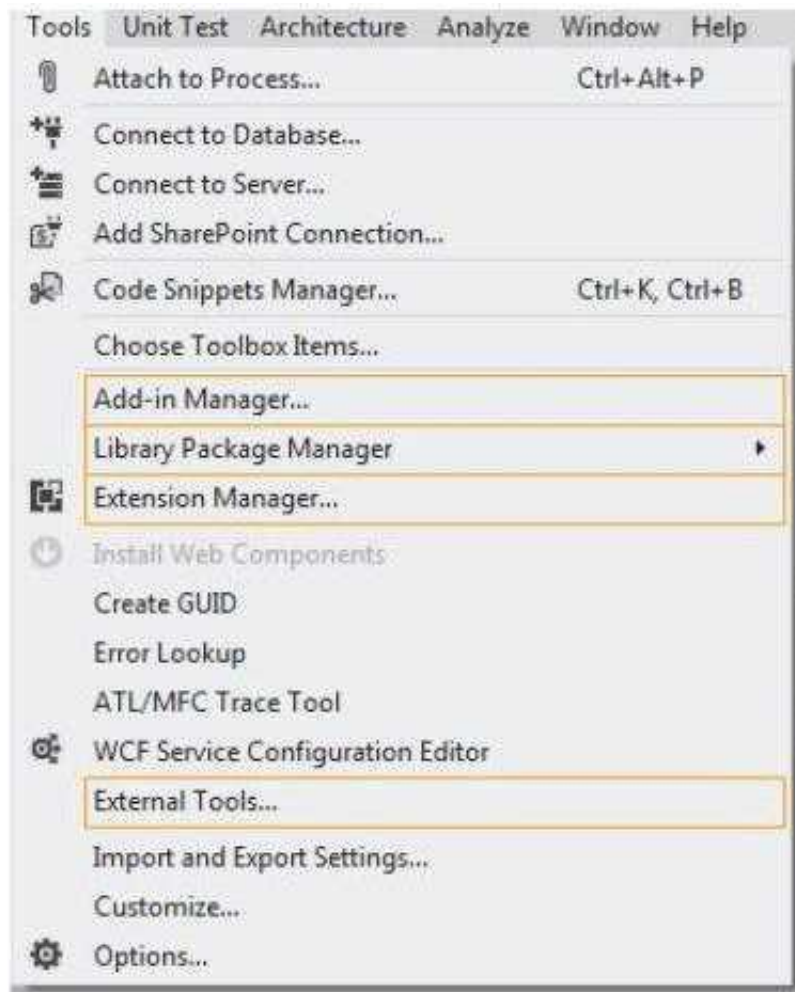 Tools Unit Test Architecture Analyze Window Help
Attach to Process... Ctrl+Alt+P
Connect to Database...
Connect to Server...
Add SharePoint Connection...
Code Snippets Manager... Ctrl+K, Ctrl+B
Choose Toolbox Items...
Add-in Manager...
Library Package Manager
Extension Manager...
Install Web Components
Create GUID
Error Lookup
ATL/MFC Trace Tool
WCF Service Configuration Editor
External Tools...
Import and Export Settings...
Customize...
Options...